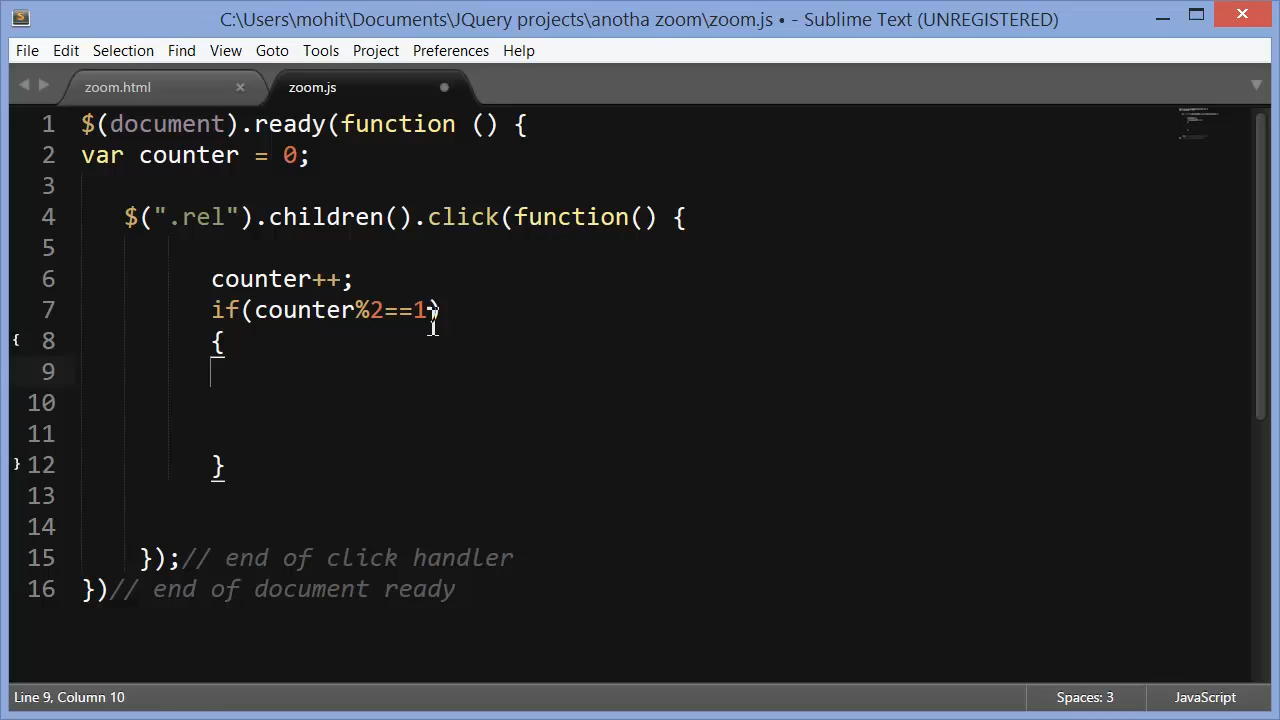 C:\Users\mohit\Documents\JQuery projects\anotha zoom\zoom.js • - Sublime Text (UNREGISTERED)
File Edit Selection Find View Goto Tools Project Preferences Help
zoom.html × zoom.js
1 $(document).ready(function () {
2 var counter = 0;
3
4 $(".rel").children().click(function() {
5
6 counter++;
7 if(counter%2==1)
{ 8 {
9
10
11
} 12 }
13
14
15 });// end of click handler
16 })// end of document ready
Line 9, Column 10 Spaces: 3 JavaScript